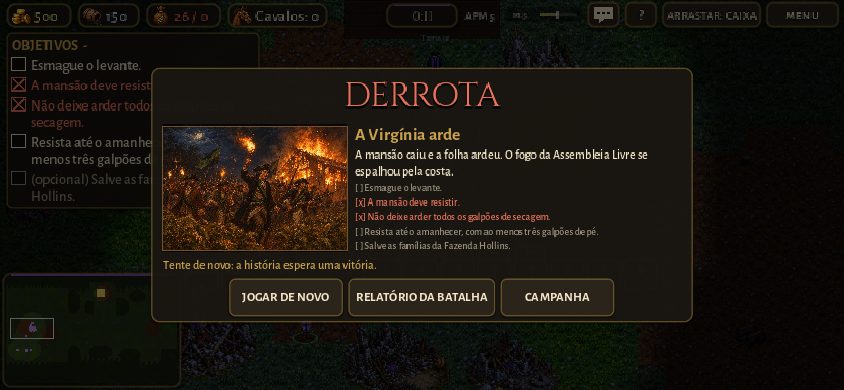 500
150
26/0
Cavalos: 0
0:11
APM 5
ARRASTAR: CAIXA
MENU
?
OBJETIVOS -
Esmague o levante.
A mansão deve resist
Não deixe arder todos
secagem.
Resista até o amanhe
menos três galpões d
(opcional) Salve as fa
Hollins.
DERROTA
A Virgínia arde
A mansão caiu e a folha ardeu. O fogo da Assembleia Livre se
espalhou pela costa.
[ ] Esmague o levante.
[x] A mansão deve resistir.
[x] Não deixe arder todos os galpões de secagem.
[ ] Resista até o amanhecer, com ao menos três galpões de pé.
[ ] Salve as famílias da Fazenda Hollins.
Tente de novo: a história espera uma vitória.
JOGAR DE NOVO
RELATÓRIO DA BATALHA
CAMPANHA